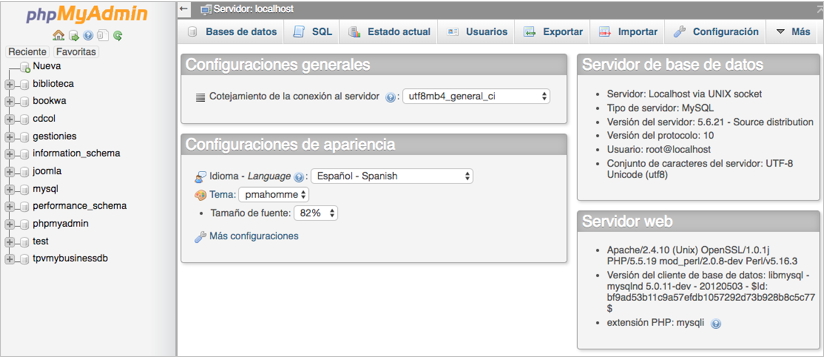 phpMyAdmin
Reciente Favoritas
Nueva
biblioteca
bookwa
cdcol
gestionies
information_schema
joomla
mysql
performance_schema
phpmyadmin
test
tpvmybusinessdb
Servidor: localhost
Bases de datos SQL Estado actual Usuarios Exportar Importar Configuración Más
Configuraciones generales
Cotejamiento de la conexión al servidor : utf8mb4_general_ci
Configuraciones de apariencia
Idioma - Language : Español - Spanish
Tema: pmahomme
Tamaño de fuente: 82%
Más configuraciones
Servidor de base de datos
Servidor: Localhost via UNIX socket
Tipo de servidor: MySQL
Versión del servidor: 5.6.21 - Source distribution
Versión del protocolo: 10
Usuario: root@localhost
Conjunto de caracteres del servidor: UTF-8
Unicode (utf8)
Servidor web
Apache/2.4.10 (Unix) OpenSSL/1.0.1j
PHP/5.5.19 mod_perl/2.0.8-dev Perl/v5.16.3
Versión del cliente de base de datos: libmysql -
mysqlnd 5.0.11-dev - 20120503 - $Id:
bf9ad53b11c9a57efdb1057292d73b928b8c5c77
$
extensión PHP: mysqli